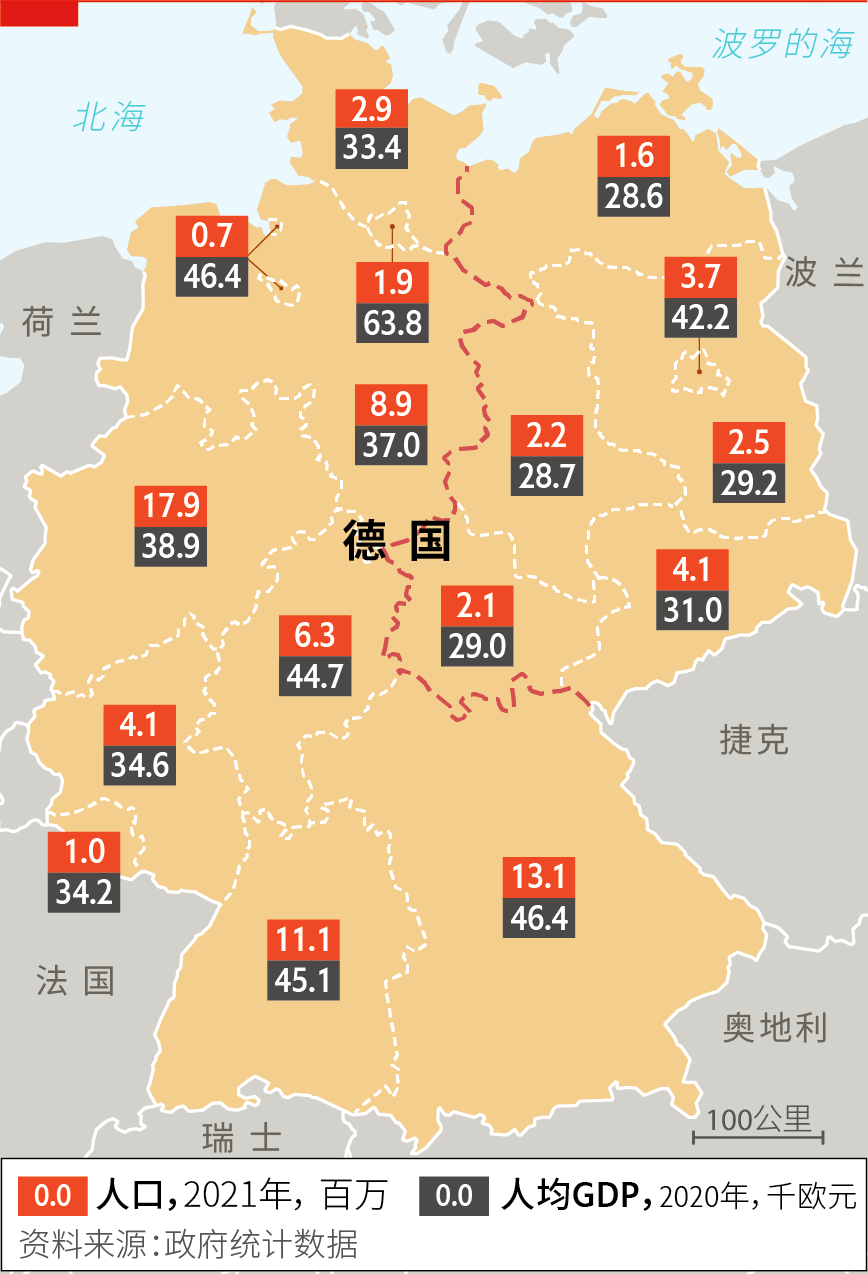 波罗的海
北海
2.9
33.4
1.6
28.6
0.7
46.4
1.9
63.8
3.7
42.2
波 兰
荷 兰
8.9
37.0
2.2
28.7
2.5
29.2
17.9
38.9
德 国
4.1
31.0
2.1
29.0
6.3
44.7
4.1
34.6
捷克
1.0
34.2
13.1
46.4
11.1
45.1
法 国
奥地利
100公里
瑞 士
0.0 人口，2021年，百万 0.0 人均GDP，2020年，千欧元
资料来源：政府统计数据